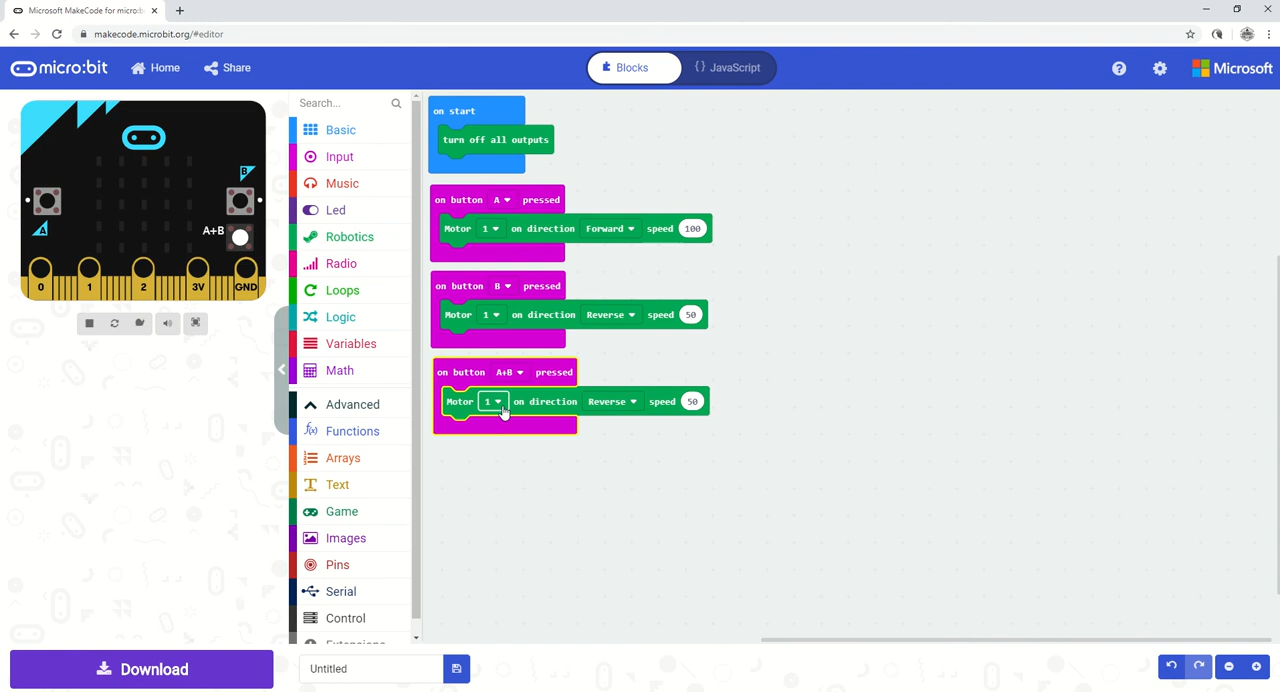 Microsoft MakeCode for micro:b
makecode.microbit.org/#editor
micro:bit
Home
Share
Blocks
{} JavaScript
Microsoft
B
A+B
A
0 1 2 3V GND
Search...
Basic
Input
Music
Led
Robotics
Radio
Loops
Logic
Variables
Math
Advanced
Functions
Arrays
Text
Game
Images
Pins
Serial
Control
Extensions
on start
turn off all outputs
on button A pressed
Motor 1 on direction Forward speed 100
on button B pressed
Motor 1 on direction Reverse speed 50
on button A+B pressed
Motor 1 on direction Reverse speed 50
Download
Untitled